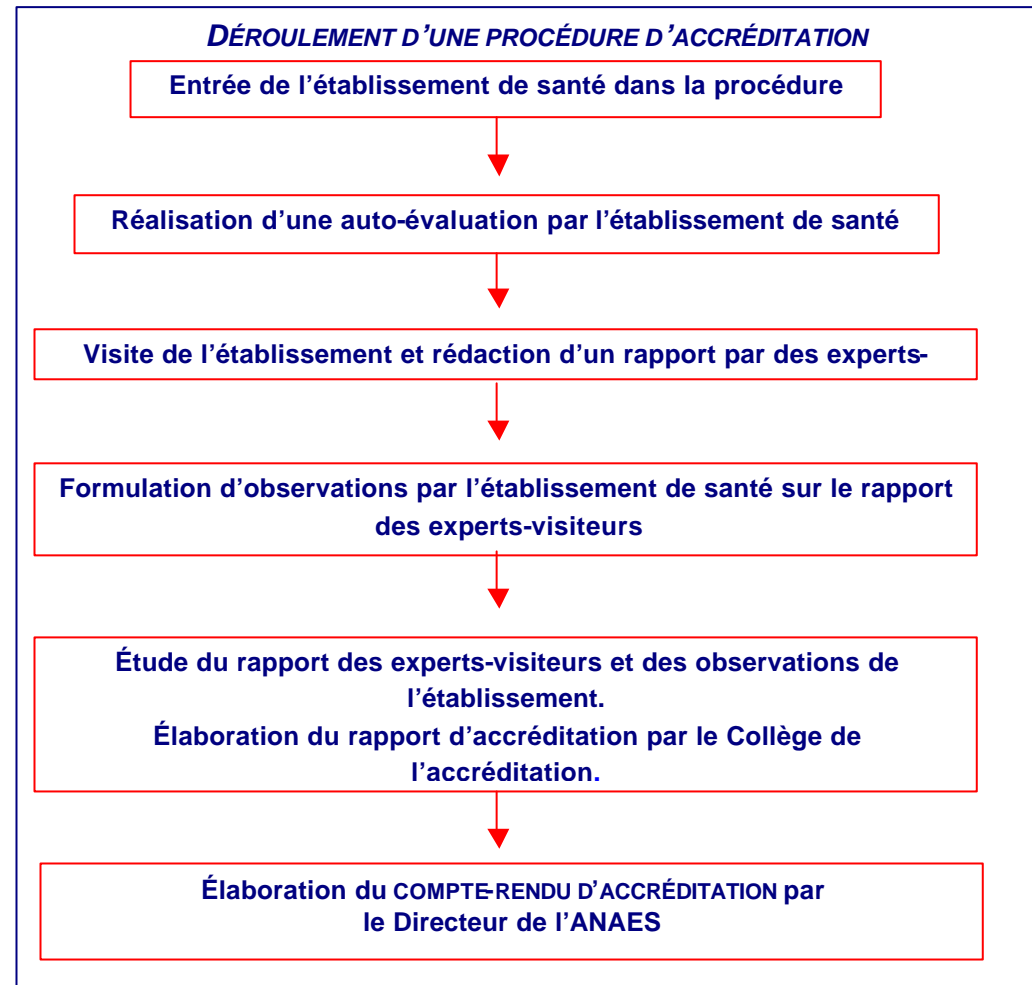 DÉROULEMENT D'UNE PROCÉDURE D'ACCRÉDITATION
Entrée de l'établissement de santé dans la procédure
Réalisation d'une auto-évaluation par l'établissement de santé
Visite de l'établissement et rédaction d'un rapport par des experts-
Formulation d'observations par l'établissement de santé sur le rapport
des experts-visiteurs
Étude du rapport des experts-visiteurs et des observations de
l'établissement.
Élaboration du rapport d'accréditation par le Collège de
l'accréditation.
Élaboration du COMPTE-RENDU D'ACCRÉDITATION par
le Directeur de l'ANAES